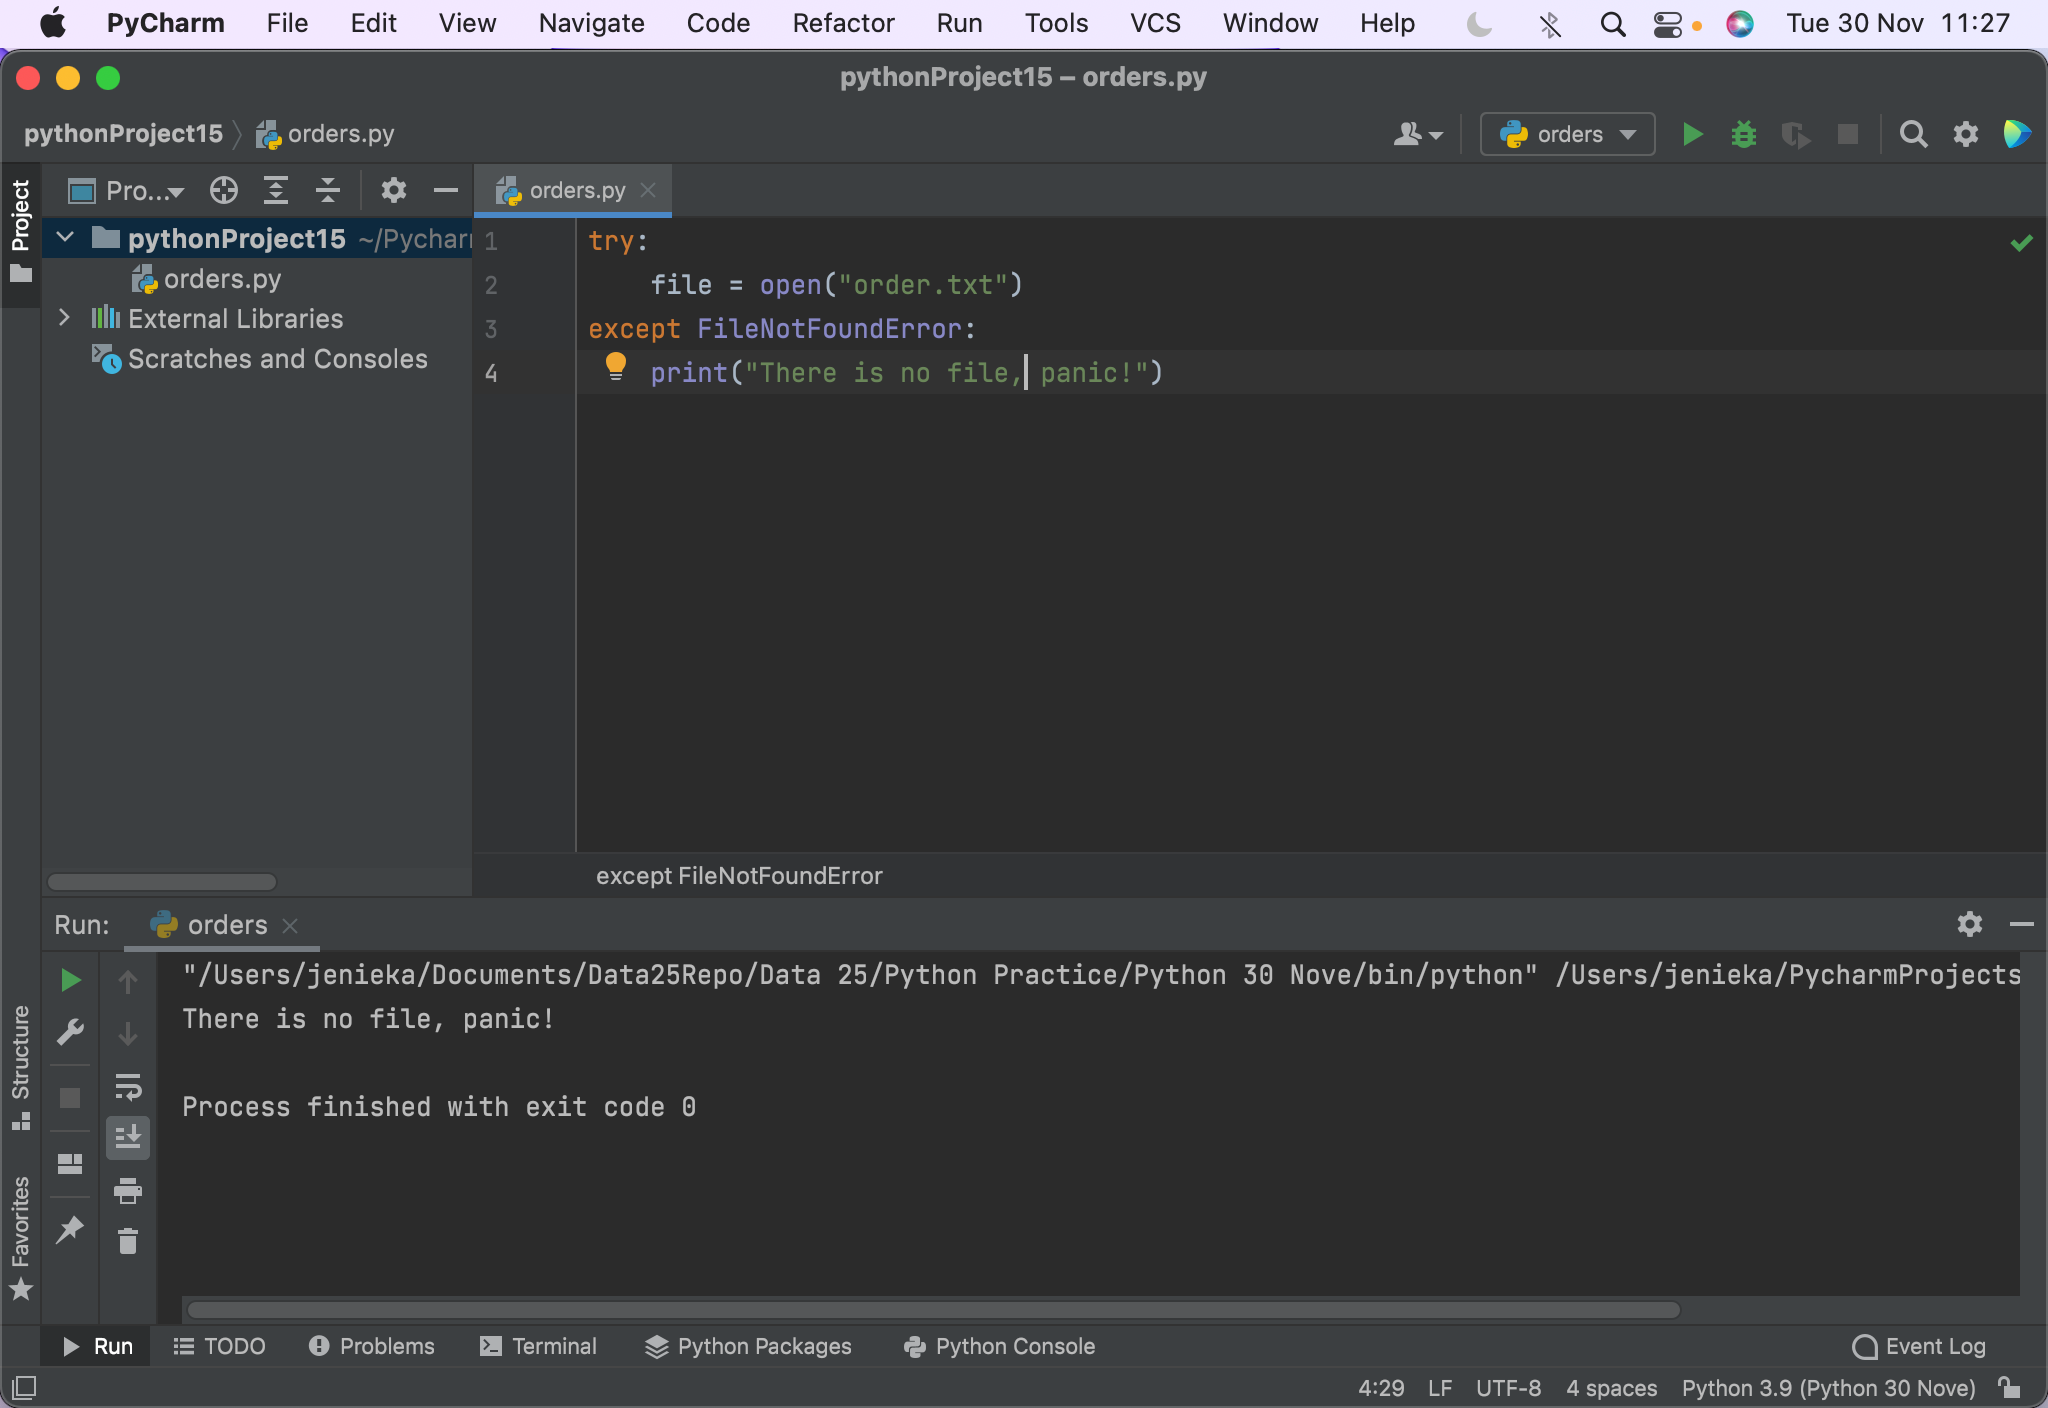 PyCharm File Edit View Navigate Code Refactor Run Tools VCS Window Help Tue 30 Nov 11:27
pythonProject15 – orders.py
pythonProject15 orders.py orders
Project Pro... orders.py
pythonProject15 ~/Pychar
orders.py
External Libraries
Scratches and Consoles
1 try:
2 file = open("order.txt")
3 except FileNotFoundError:
4 print("There is no file, panic!")
except FileNotFoundError
Run: orders
"/Users/jenieka/Documents/Data25Repo/Data 25/Python Practice/Python 30 Nove/bin/python" /Users/jenieka/PycharmProjects
There is no file, panic!
Process finished with exit code 0
Structure
Favorites
Run TODO Problems Terminal Python Packages Python Console Event Log
4:29 LF UTF-8 4 spaces Python 3.9 (Python 30 Nove)